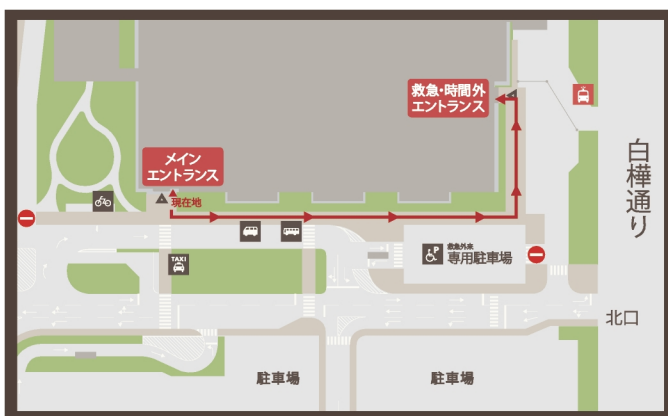 救急・時間外
エントランス
メイン
エントランス
現在地
白樺通り
TAXI
P
救急外来
専用駐車場
北口
駐車場
駐車場